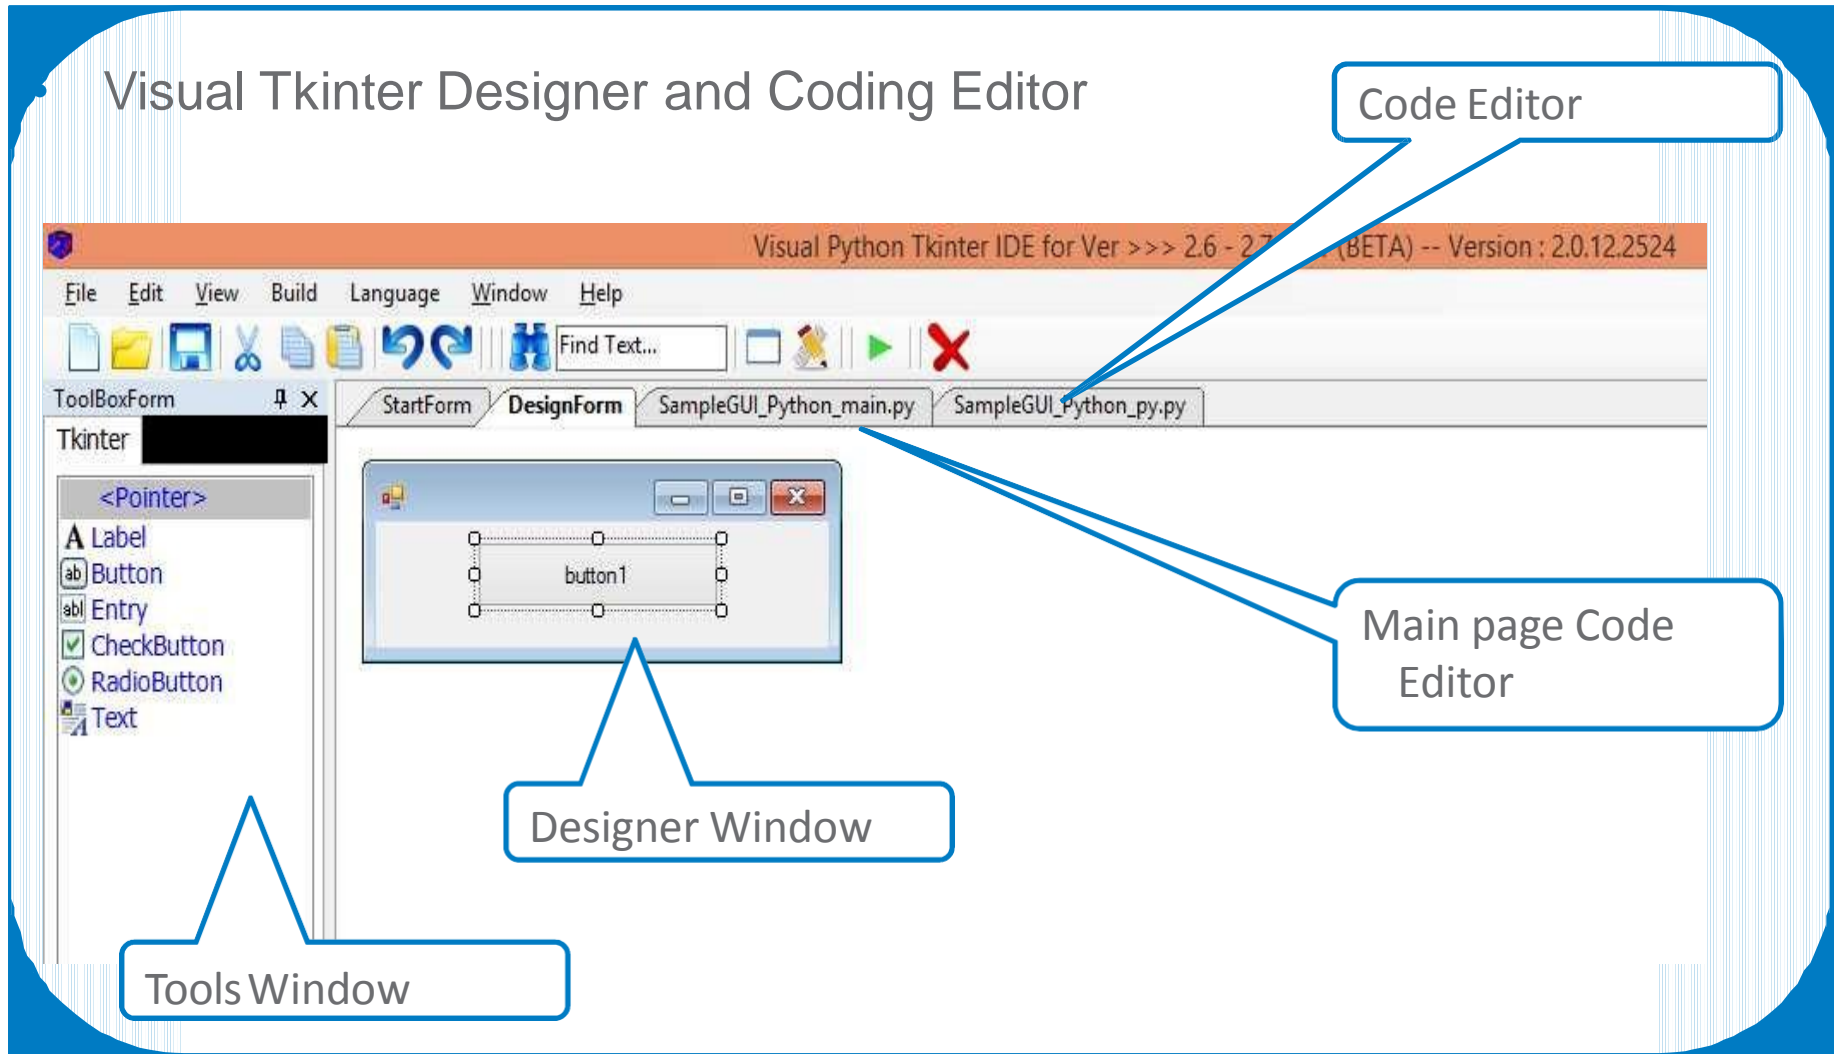 Visual Tkinter Designer and Coding Editor
Code Editor
Visual Python Tkinter IDE for Ver >>> 2.6 - 2.7 (BETA) -- Version : 2.0.12.2524
File Edit View Build Language Window Help
Find Text...
ToolBoxForm
StartForm DesignForm SampleGUI_Python_main.py SampleGUI_Python_py.py
Tkinter
<Pointer>
A Label
ab Button
abl Entry
CheckButton
RadioButton
Text
button1
Main page Code
Editor
Designer Window
Tools Window